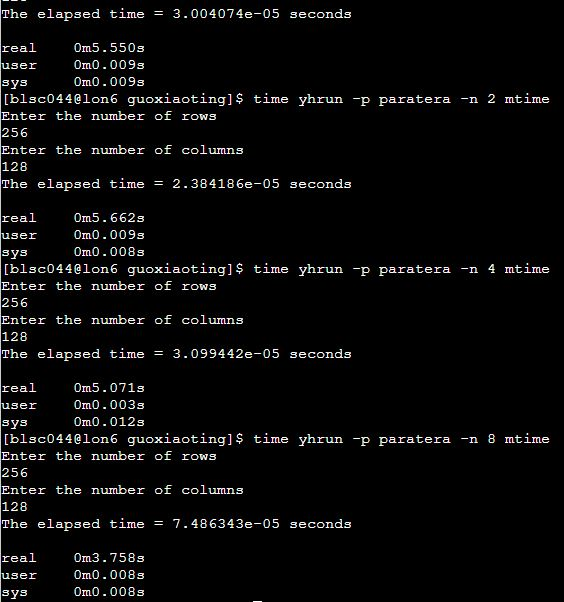 The elapsed time = 3.004074e-05 seconds
real 0m5.550s
user 0m0.009s
sys 0m0.009s
[blsc044@lon6 guoxiaoting]$ time yhrun -p paratera -n 2 mtime
Enter the number of rows
256
Enter the number of columns
128
The elapsed time = 2.384186e-05 seconds
real 0m5.662s
user 0m0.009s
sys 0m0.008s
[blsc044@lon6 guoxiaoting]$ time yhrun -p paratera -n 4 mtime
Enter the number of rows
256
Enter the number of columns
128
The elapsed time = 3.099442e-05 seconds
real 0m5.071s
user 0m0.003s
sys 0m0.012s
[blsc044@lon6 guoxiaoting]$ time yhrun -p paratera -n 8 mtime
Enter the number of rows
256
Enter the number of columns
128
The elapsed time = 7.486343e-05 seconds
real 0m3.758s
user 0m0.008s
sys 0m0.008s